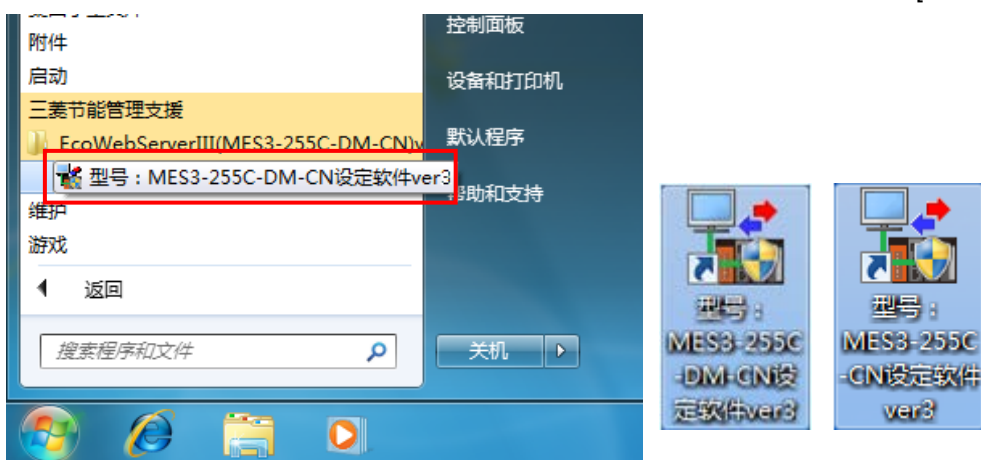 附件
启动
三菱节能管理支援
EcoWebServerIII(MES3-255C-DM-CN)v
型号：MES3-255C-DM-CN设定软件ver3
维护
游戏
返回
搜索程序和文件
控制面板
设备和打印机
默认程序
帮助和支持
关机
型号：
MES3-255C
-DM-CN设
定软件ver3
型号：
MES3-255C
-CN设定软件
ver3